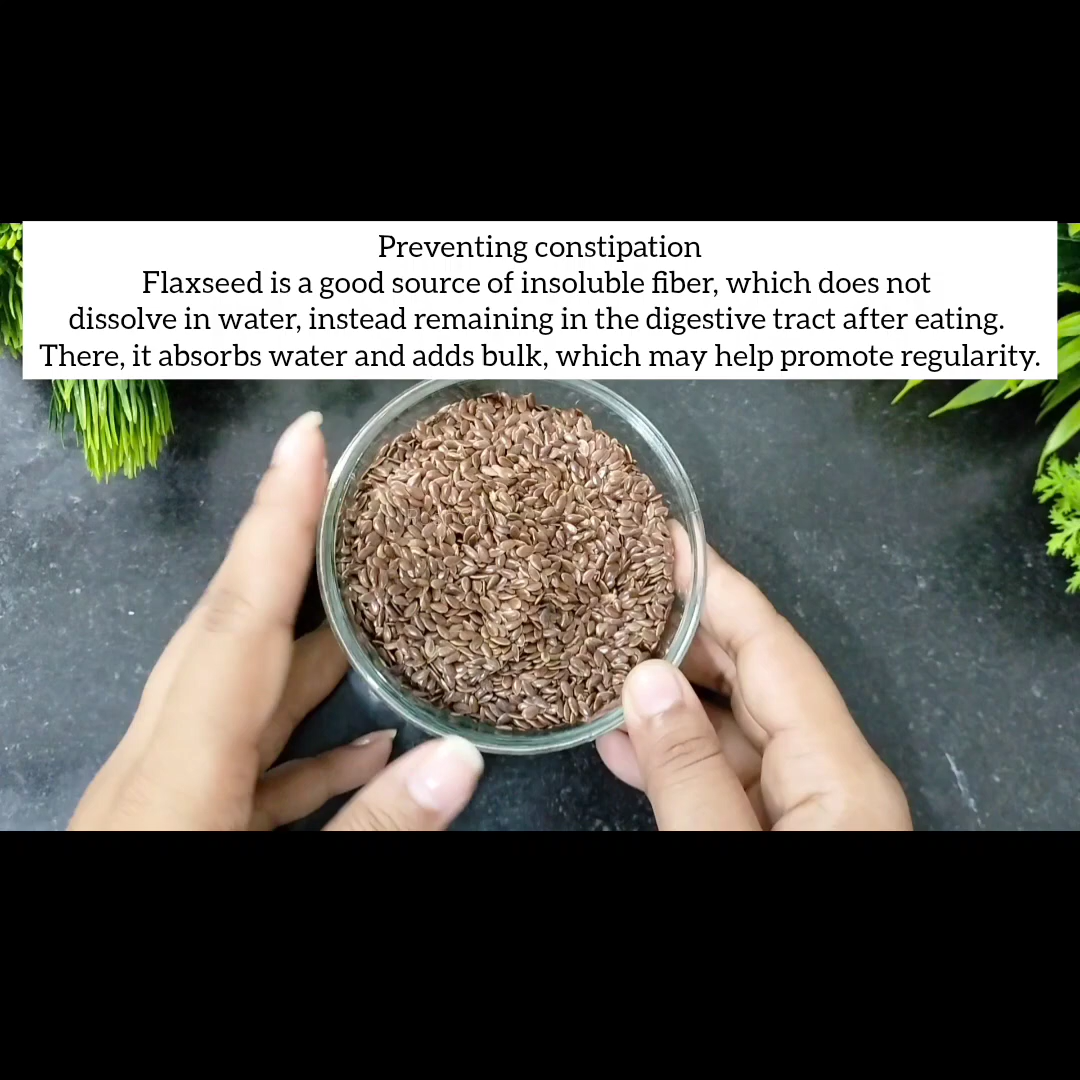 Preventing constipation
Flaxseed is a good source of insoluble fiber, which does not
dissolve in water, instead remaining in the digestive tract after eating.
There, it absorbs water and adds bulk, which may help promote regularity.